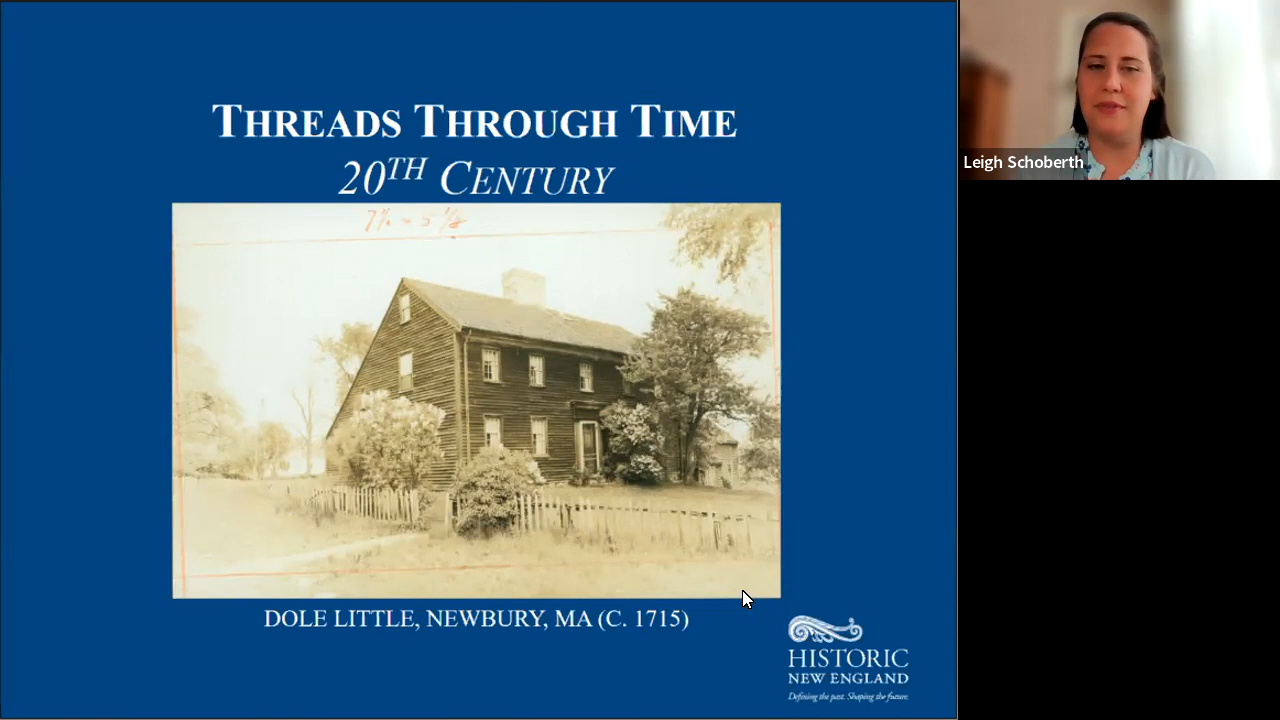 THREADS THROUGH TIME
20TH CENTURY
DOLE LITTLE, NEWBURY, MA (C. 1715)
HISTORIC
NEW ENGLAND
Defining the past. Shaping the future.
Leigh Schoberth